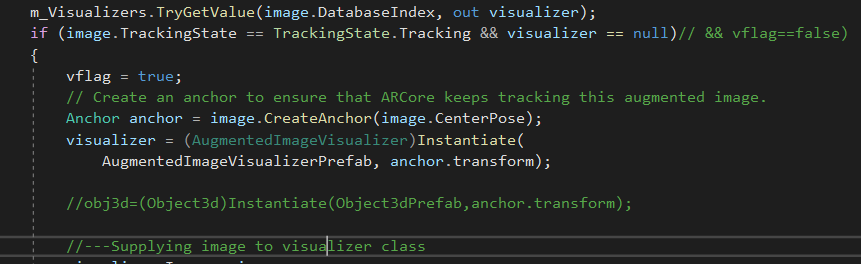 m_Visualizers.TryGetValue(image.DatabaseIndex, out visualizer);
if (image.TrackingState == TrackingState.Tracking && visualizer == null)// && vflag==false)
{
vflag = true;
// Create an anchor to ensure that ARCore keeps tracking this augmented image.
Anchor anchor = image.CreateAnchor(image.CenterPose);
visualizer = (AugmentedImageVisualizer)Instantiate(
AugmentedImageVisualizerPrefab, anchor.transform);
//obj3d=(Object3d)Instantiate(Object3dPrefab,anchor.transform);
//---Supplying image to visualizer class